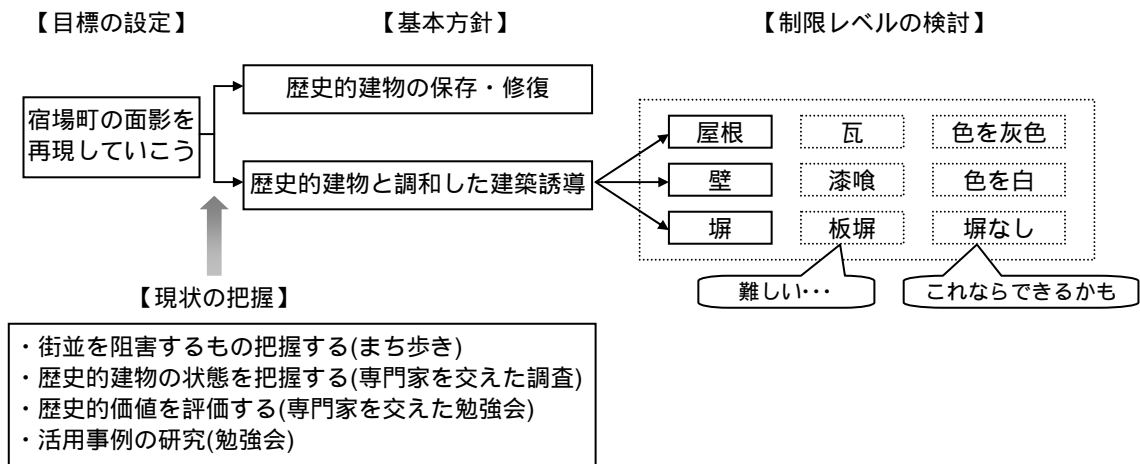 【目標の設定】
【基本方針】
【制限レベルの検討】
宿場町の面影を
再現していこう
歴史的建物の保存・修復
歴史的建物と調和した建築誘導
屋根
瓦
色を灰色
壁
漆喰
色を白
塀
板塀
塀なし
難しい･･･
これならできるかも
【現状の把握】
・街並を阻害するもの把握する(まち歩き)
・歴史的建物の状態を把握する(専門家を交えた調査)
・歴史的価値を評価する(専門家を交えた勉強会)
・活用事例の研究(勉強会)